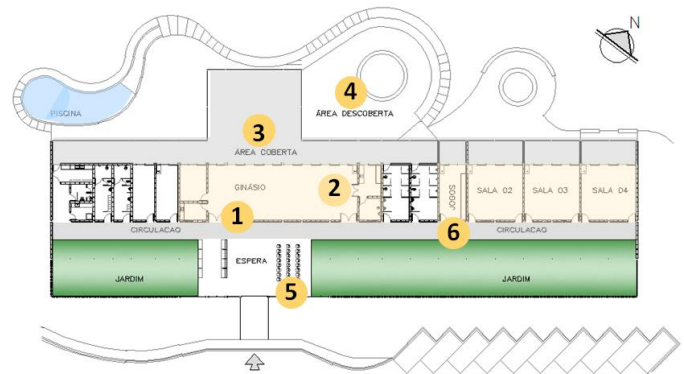 N
4
PISCINA
ÁREA DESCOBERTA
3
ÁREA COBERTA
2
GINÁSIO
JOGOS
SALA 02
SALA 03
SALA 04
1
6
CIRCULACAO
CIRCULACAO
ESPERA
JARDIM
5
JARDIM